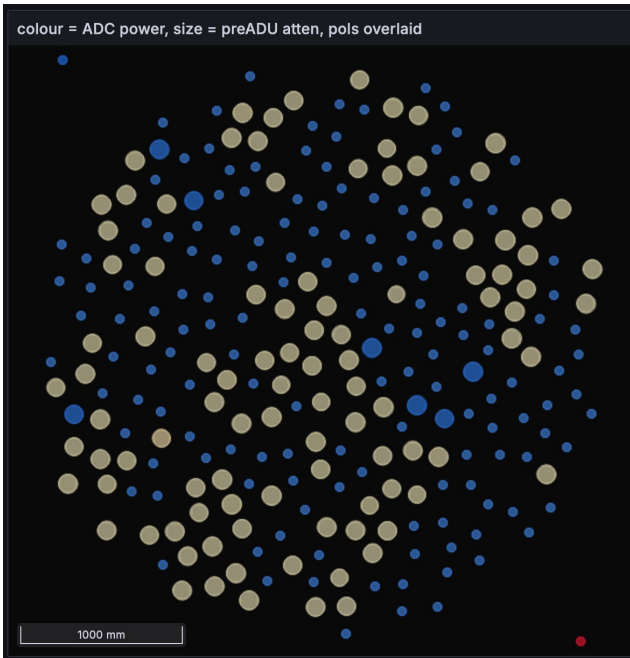 colour = ADC power, size = preADU atten, pols overlaid
1000 mm